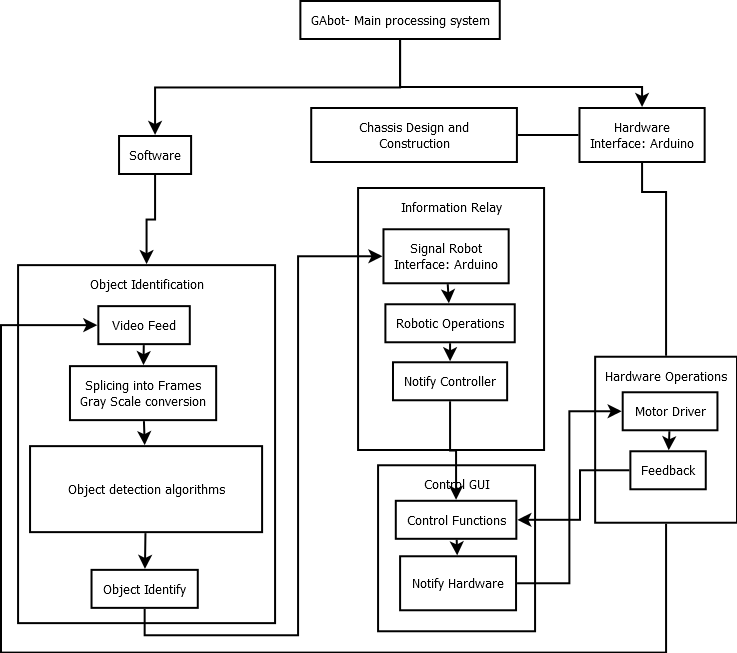 GAbot- Main processing system
Chassis Design and
Construction
Hardware
Interface: Arduino
Software
Information Relay
Signal Robot
Interface: Arduino
Robotic Operations
Notify Controller
Object Identification
Video Feed
Splicing into Frames
Gray Scale conversion
Object detection algorithms
Object Identify
Control GUI
Control Functions
Notify Hardware
Hardware Operations
Motor Driver
Feedback